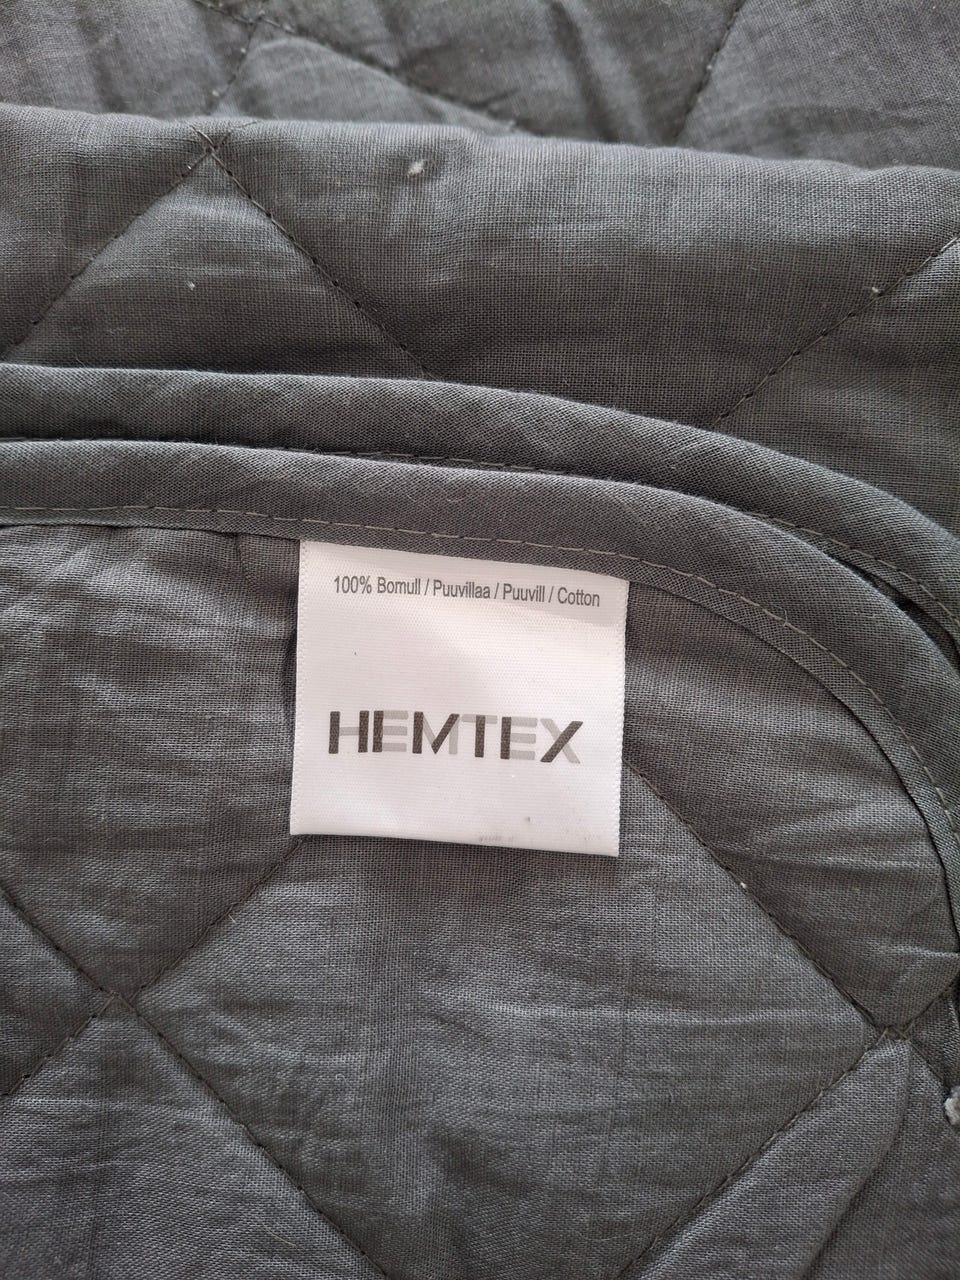 100% Bomull / Puuvillaa / Puuvill / Cotton
HEMTEX